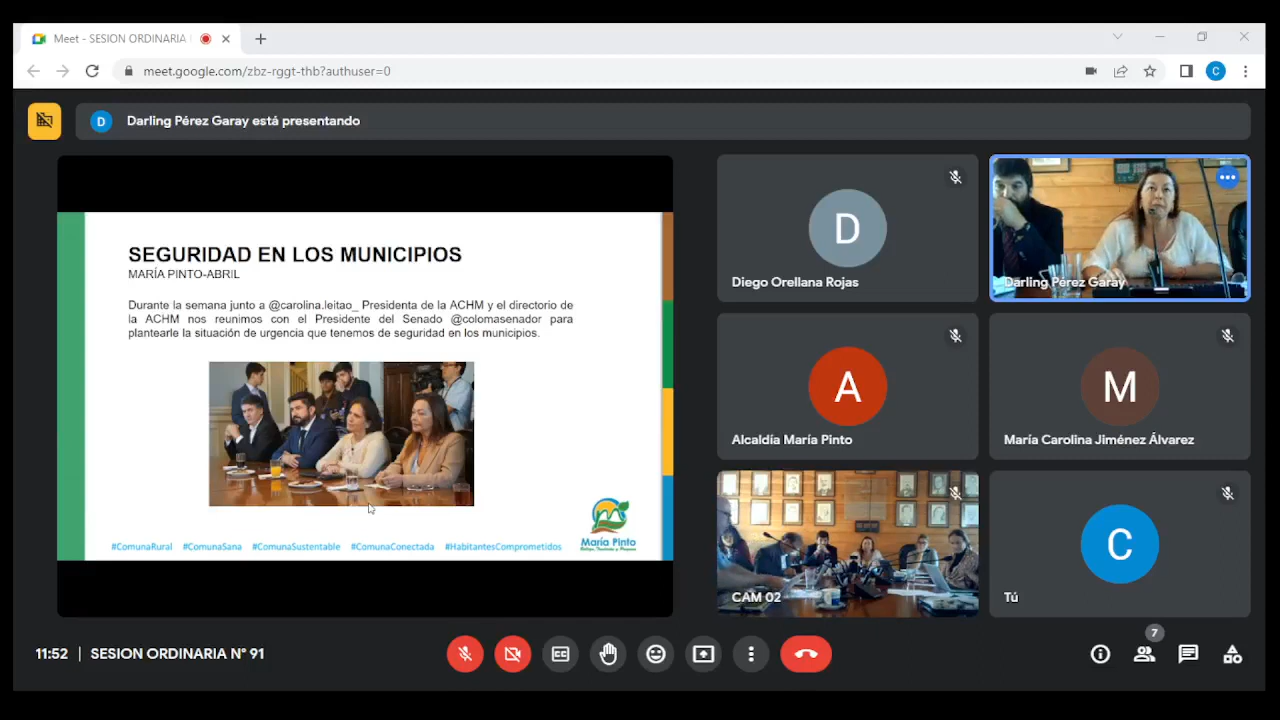 Meet - SESION ORDINARIA
meet.google.com/zbz-rggt-thb?authuser=0
C
D
Darling Pérez Garay está presentando
SEGURIDAD EN LOS MUNICIPIOS
MARÍA PINTO-ABRIL
Durante la semana junto a @carolina.leitao_ Presidenta de la ACHM y el directorio de
la ACHM nos reunimos con el Presidente del Senado @colomasenador para
plantearle la situación de urgencia que tenemos de seguridad en los municipios.
#ComunaRural #ComunaSana #ComunaSustentable #ComunaConectada #HabitantesComprometidos
María Pinto
D
Diego Orellana Rojas
Darling Pérez Garay
A
Alcaldía María Pinto
M
María Carolina Jiménez Álvarez
CAM 02
C
Tú
11:52 | SESION ORDINARIA N° 91
7